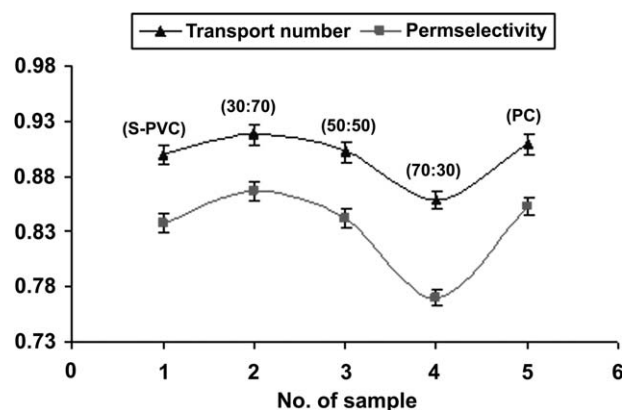 Transport number Permselectivity
0.98
0.93
0.88
0.83
0.78
0.73
(S-PVC) (30:70) (50:50) (70:30) (PC)
0 1 2 3 4 5 6
No. of sample